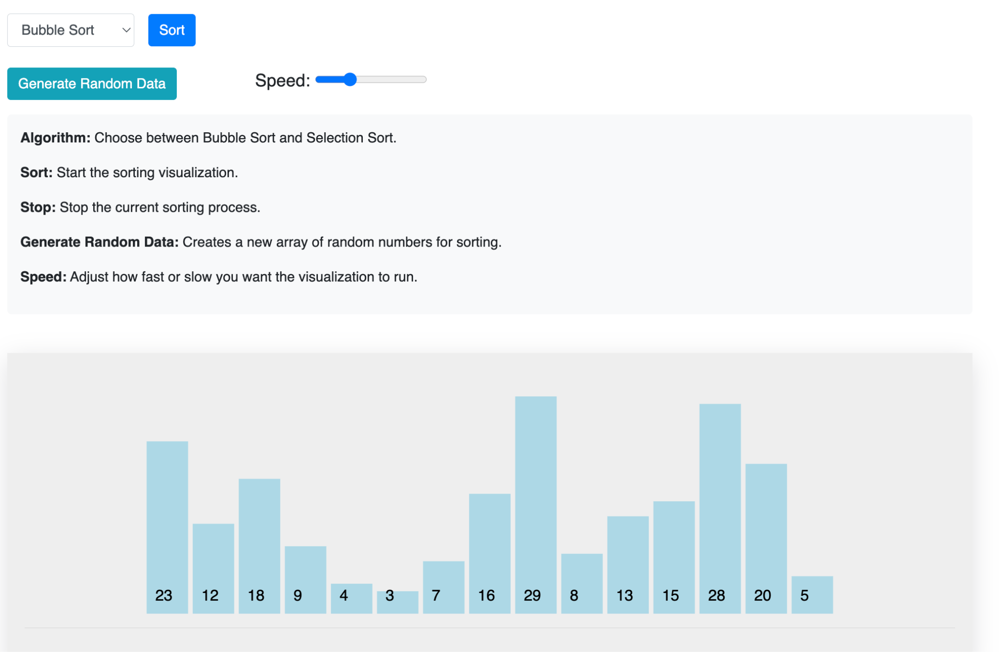 Bubble Sort
Sort
Generate Random Data
Speed:
Algorithm: Choose between Bubble Sort and Selection Sort.
Sort: Start the sorting visualization.
Stop: Stop the current sorting process.
Generate Random Data: Creates a new array of random numbers for sorting.
Speed: Adjust how fast or slow you want the visualization to run.
23 12 18 9 4 3 7 16 29 8 13 15 28 20 5